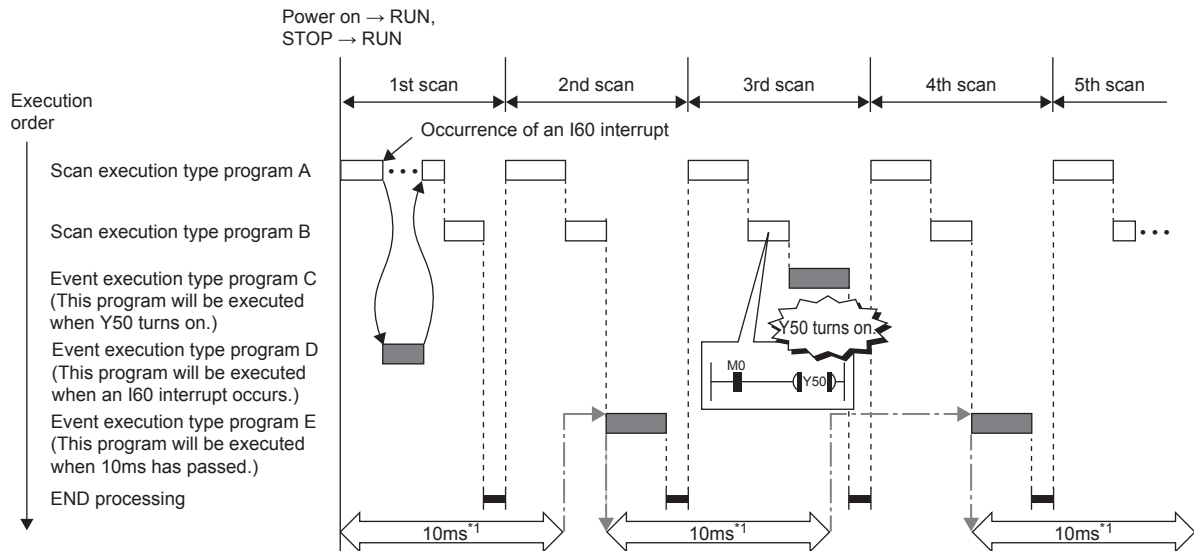 Power on → RUN,
STOP → RUN
1st scan
2nd scan
3rd scan
4th scan
5th scan
Execution
order
Occurrence of an I60 interrupt
Scan execution type program A
Scan execution type program B
Event execution type program C
(This program will be executed
when Y50 turns on.)
Y50 turns on.
Event execution type program D
(This program will be executed
when an I60 interrupt occurs.)
M0
Y50
Event execution type program E
(This program will be executed
when 10ms has passed.)
END processing
10ms*1
10ms*1
10ms*1